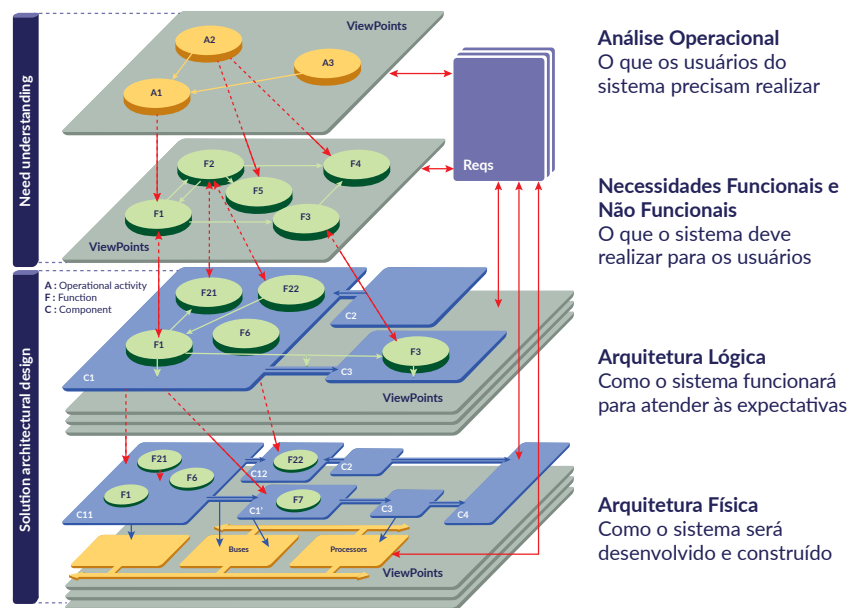 Need understanding
ViewPoints
A2
A3
A1
Reqs
F2
F4
F5
F1
F3
ViewPoints
Solution architectural design
A : Operational activity
F : Function
C : Component
F21
F22
F6
F1
C1
C2
F3
C3
ViewPoints
F21
F6
F1
C11
F22
C12
C2
F7
C1'
C3
C4
Buses
Processors
ViewPoints
Análise Operacional
O que os usuários do
sistema precisam realizar
Necessidades Funcionais e
Não Funcionais
O que o sistema deve
realizar para os usuários
Arquitetura Lógica
Como o sistema funcionará
para atender às expectativas
Arquitetura Física
Como o sistema será
desenvolvido e construído